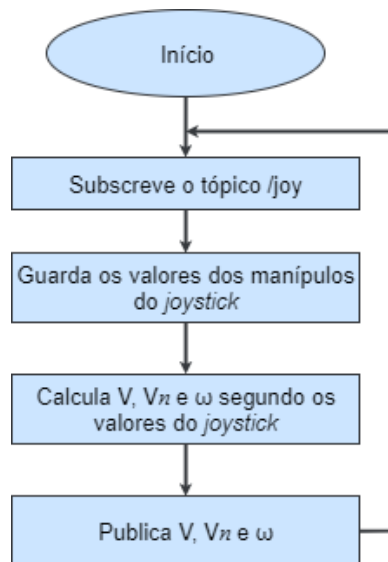 Início
Subscreve o tópico /joy
Guarda os valores dos manípulos
do joystick
Calcula V, Vn e ω segundo os
valores do joystick
Publica V, Vn e ω